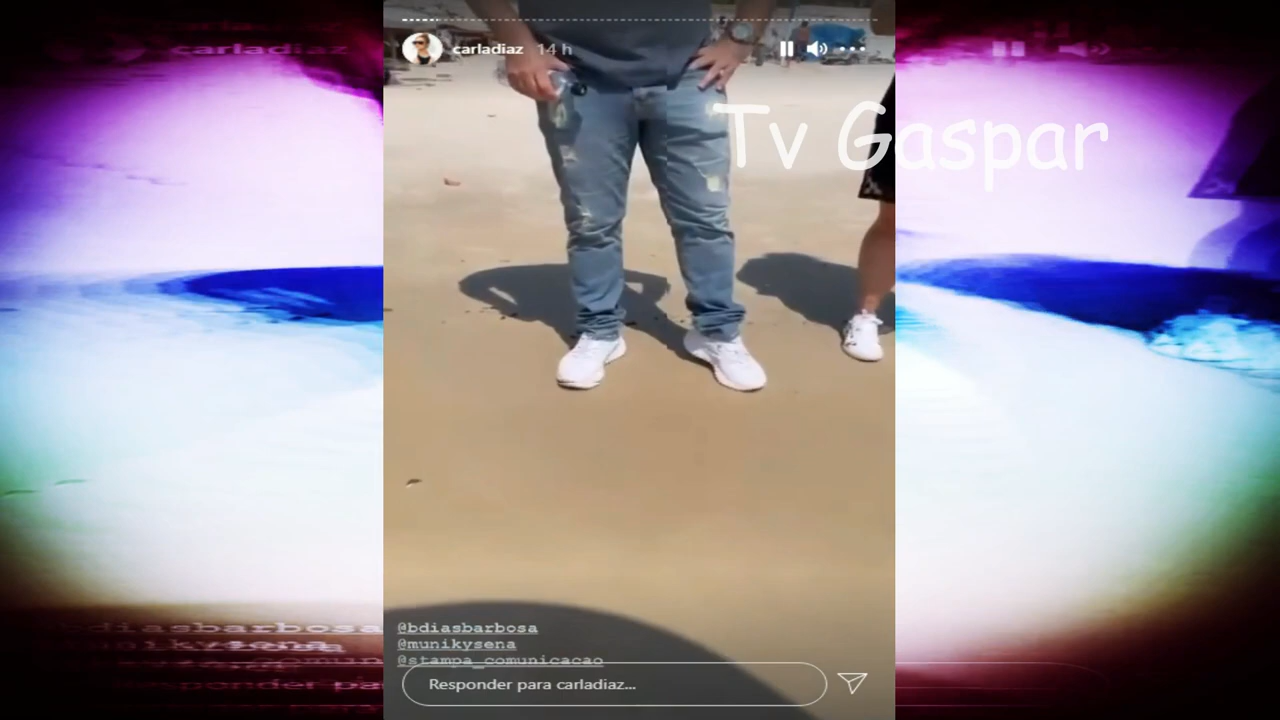 carladiaz 14 h
Tv Gaspar
@bdiasbarbosa
@munikysena
@stampa_comunicacao
Responder para carladiaz...